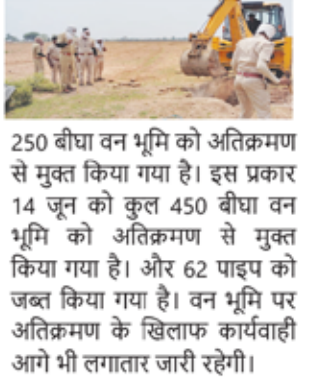 250 बीघा वन भूमि को अतिक्रमण
से मुक्त किया गया है। इस प्रकार
14 जून को कुल 450 बीघा वन
भूमि को अतिक्रमण से मुक्त
किया गया है। और 62 पाइप को
जब्त किया गया है। वन भूमि पर
अतिक्रमण के खिलाफ कार्यवाही
आगे भी लगातार जारी रहेगी।